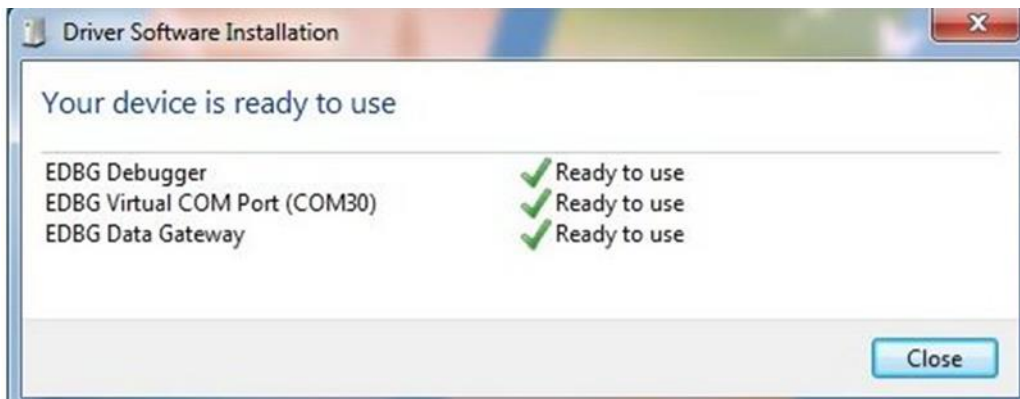 Driver Software Installation
Your device is ready to use
EDBG Debugger Ready to use
EDBG Virtual COM Port (COM30) Ready to use
EDBG Data Gateway Ready to use
Close